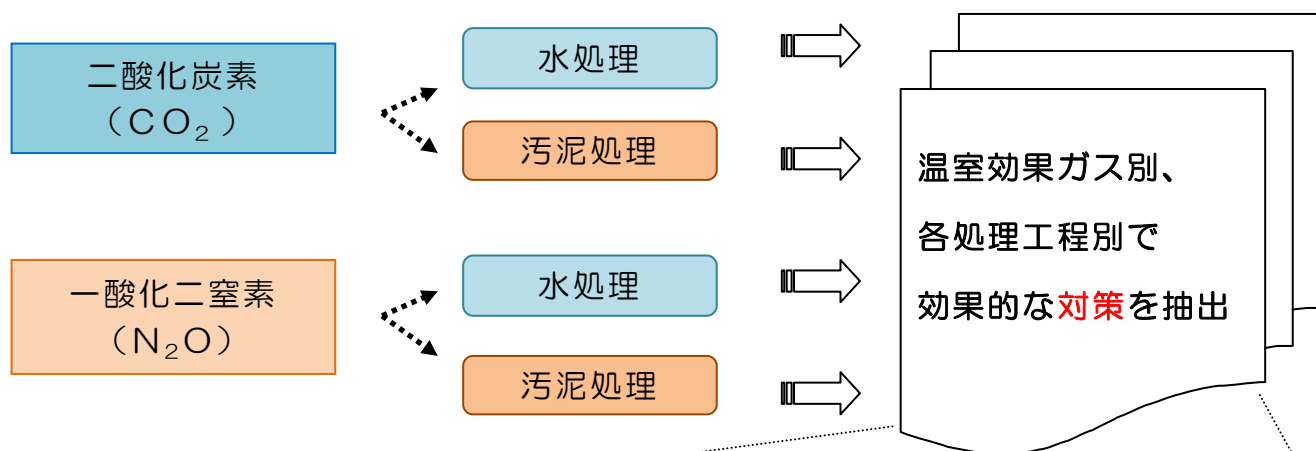 二酸化炭素
（CO₂）
水処理
汚泥処理
一酸化二窒素
（N₂O）
水処理
汚泥処理
温室効果ガス別、
各処理工程別で
効果的な対策を抽出